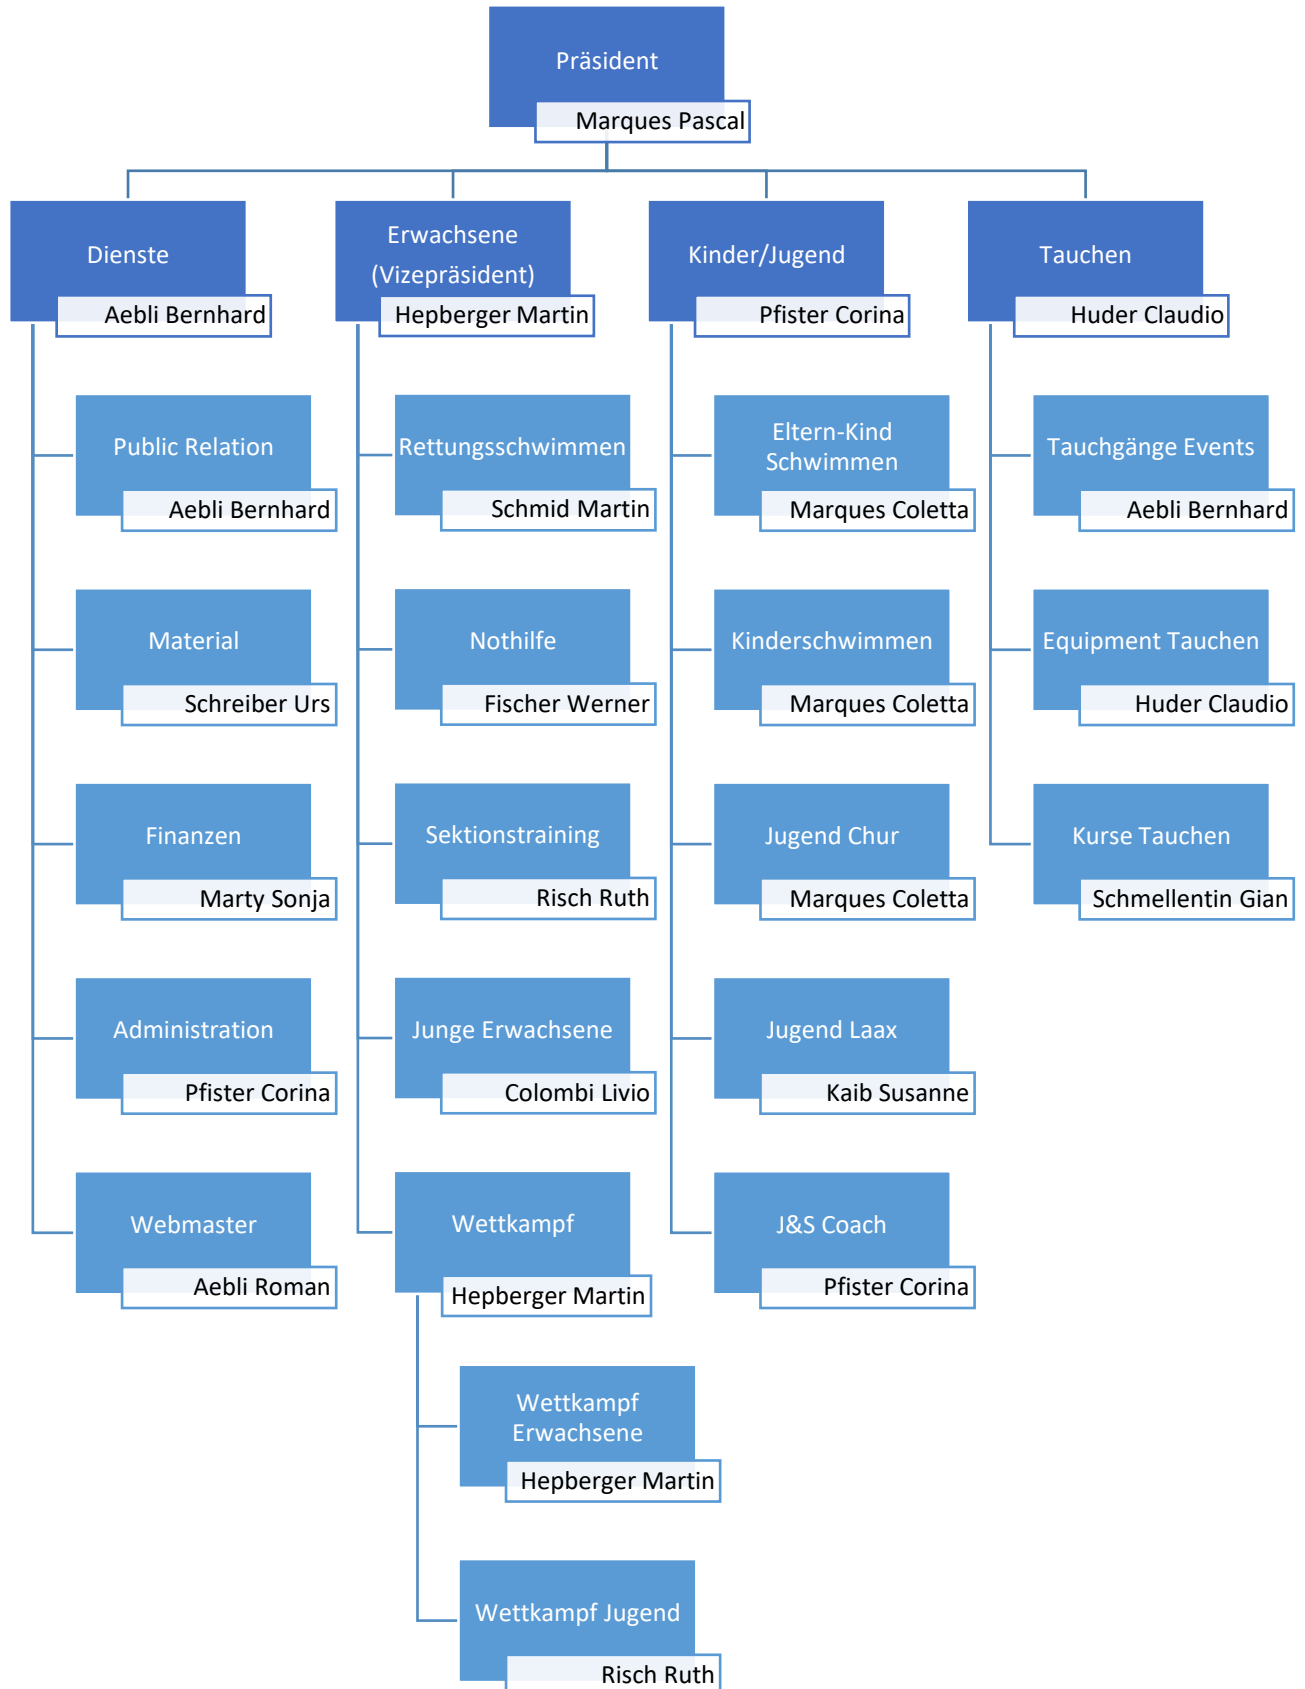 Präsident
Marques Pascal
Dienste
Aebli Bernhard
Erwachsene
(Vizepräsident)
Hepberger Martin
Kinder/Jugend
Pfister Corina
Tauchen
Huder Claudio
Public Relation
Aebli Bernhard
Material
Schreiber Urs
Finanzen
Marty Sonja
Administration
Pfister Corina
Webmaster
Aebli Roman
Rettungsschwimmen
Schmid Martin
Nothilfe
Fischer Werner
Sektionstraining
Risch Ruth
Junge Erwachsene
Colombi Livio
Wettkampf
Hepberger Martin
Wettkampf
Erwachsene
Hepberger Martin
Wettkampf Jugend
Risch Ruth
Eltern-Kind
Schwimmen
Marques Coletta
Kinderschwimmen
Marques Coletta
Jugend Chur
Marques Coletta
Jugend Laax
Kaib Susanne
J&S Coach
Pfister Corina
Tauchgänge Events
Aebli Bernhard
Equipment Tauchen
Huder Claudio
Kurse Tauchen
Schmellentin Gian